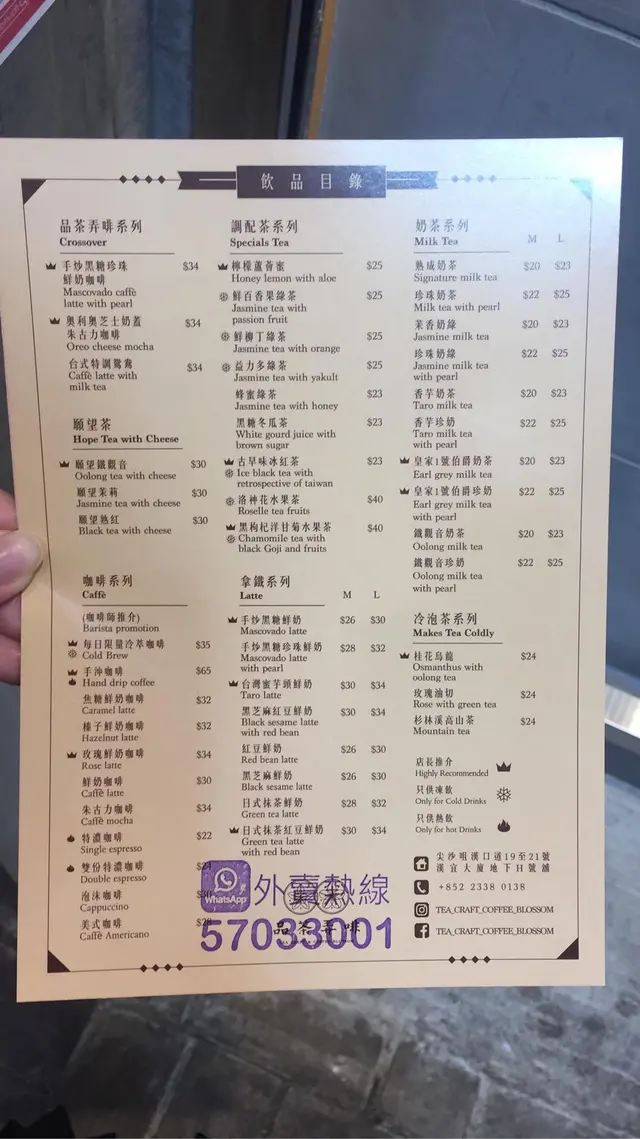 飲品目錄
品茶弄啡系列
Crossover
手炒黑糖珍珠 $34
鮮奶咖啡
Mascovado caffè
latte with pearl
奧利奧芝士奶蓋 $34
朱古力咖啡
Oreo cheese mocha
台式特調鴛鴦 $34
Caffè latte with
milk tea
願望茶
Hope Tea with Cheese
願望鐵觀音 $30
Oolong tea with cheese
願望茉莉 $30
Jasmine tea with cheese
願望熟紅 $30
Black tea with cheese
調配茶系列
Specials Tea
檸檬蘆薈蜜 $25
Honey lemon with aloe
鮮百香果綠茶 $25
Jasmine tea with
passion fruit
鮮柳丁綠茶 $25
Jasmine tea with orange
益力多綠茶 $25
Jasmine tea with yakult
蜂蜜綠茶 $23
Jasmine tea with honey
黑糖冬瓜茶 $23
White gourd juice with
brown sugar
古早味冰紅茶 $23
Ice black tea with
retrospective of taiwan
洛神花水果茶 $40
Roselle tea fruits
黑枸杞洋甘菊水果茶 $40
Chamomile tea with
black Goji and fruits
奶茶系列
Milk Tea M L
熟成奶茶 $20 $23
Signature milk tea
珍珠奶茶 $22 $25
Milk tea with pearl
茉香奶綠 $20 $23
Jasmine milk tea
珍珠奶綠 $22 $25
Jasmine milk tea
with pearl
香芋奶茶 $20 $23
Taro milk tea
香芋珍奶 $22 $25
Taro milk tea
with pearl
皇家1號伯爵奶茶 $20 $23
Earl grey milk tea
皇家1號伯爵珍奶 $22 $25
Earl grey milk tea
with pearl
鐵觀音奶茶 $20 $23
Oolong milk tea
鐵觀音珍奶 $22 $25
Oolong milk tea
with pearl
咖啡系列
Caffè
(咖啡師推介)
Barista promotion
每日限量冷萃咖啡 $35
Cold Brew
手沖咖啡 $65
Hand drip coffee
焦糖鮮奶咖啡 $32
Caramel latte
榛子鮮奶咖啡 $32
Hazelnut latte
玫瑰鮮奶咖啡 $34
Rose latte
鮮奶咖啡 $30
Caffè latte
朱古力咖啡 $34
Caffè mocha
特濃咖啡 $22
Single espresso
雙份特濃咖啡 $24
Double espresso
泡沫咖啡 $30
Cappuccino
美式咖啡 $28
Caffè Americano
拿鐵系列
Latte M L
手炒黑糖鮮奶 $26 $30
Mascovado latte
手炒黑糖珍珠鮮奶 $28 $32
Mascovado latte
with pearl
台灣蜜芋頭鮮奶 $30 $34
Taro latte
黑芝麻紅豆鮮奶 $30 $34
Black sesame latte
with red bean
紅豆鮮奶 $26 $30
Red bean latte
黑芝麻鮮奶 $26 $30
Black sesame latte
日式抹茶鮮奶 $28 $32
Green tea latte
日式抹茶紅豆鮮奶 $30 $34
Green tea latte
with red bean
冷泡茶系列
Makes Tea Coldly
桂花烏龍 $24
Osmanthus with
oolong tea
玫瑰滷切 $24
Rose with green tea
杉林溪高山茶 $24
Mountain tea
店長推介
Highly Recommended
只供凍飲
Only for Cold Drinks
只供熱飲
Only for hot Drinks
尖沙咀漢口道19至21號
漢宜大廈地下H號舖
+852 2338 0138
TEA_CRAFT_COFFEE_BLOSSOM
TEA_CRAFT_COFFEE_BLOSSOM
WhatsApp
外賣熱線
品茶弄啡
57033001